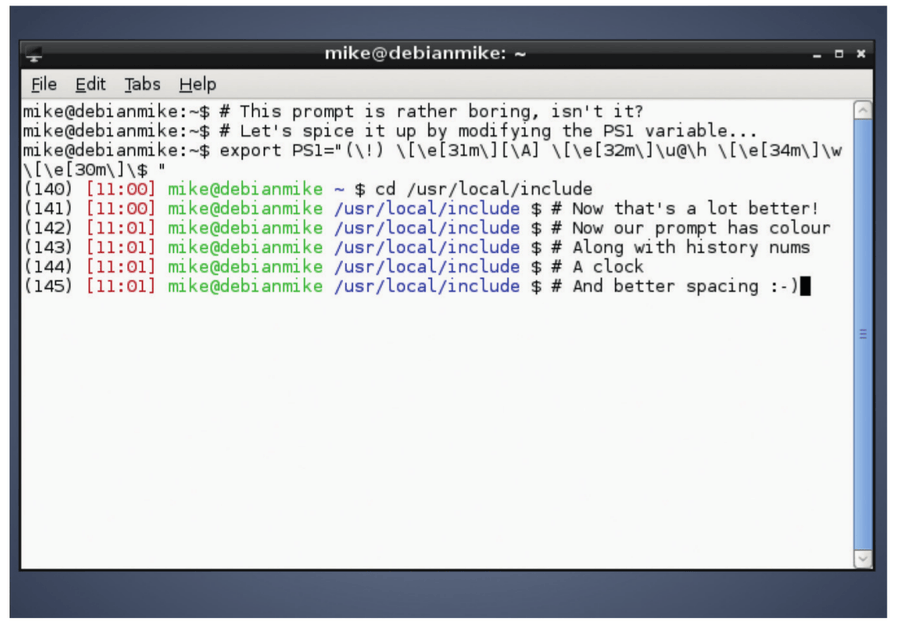 mike@debianmike: ~
File Edit Tabs Help
mike@debianmike:~$ # This prompt is rather boring, isn't it?
mike@debianmike:~$ # Let's spice it up by modifying the PS1 variable...
mike@debianmike:~$ export PS1="(\!) \[\e[31m\][\A] \[\e[32m\]\u@\h \[\e[34m\]\w
\[\e[30m\]\$ "
(140) [11:00] mike@debianmike ~ $ cd /usr/local/include
(141) [11:00] mike@debianmike /usr/local/include $ # Now that's a lot better!
(142) [11:01] mike@debianmike /usr/local/include $ # Now our prompt has colour
(143) [11:01] mike@debianmike /usr/local/include $ # Along with history nums
(144) [11:01] mike@debianmike /usr/local/include $ # A clock
(145) [11:01] mike@debianmike /usr/local/include $ # And better spacing :-)